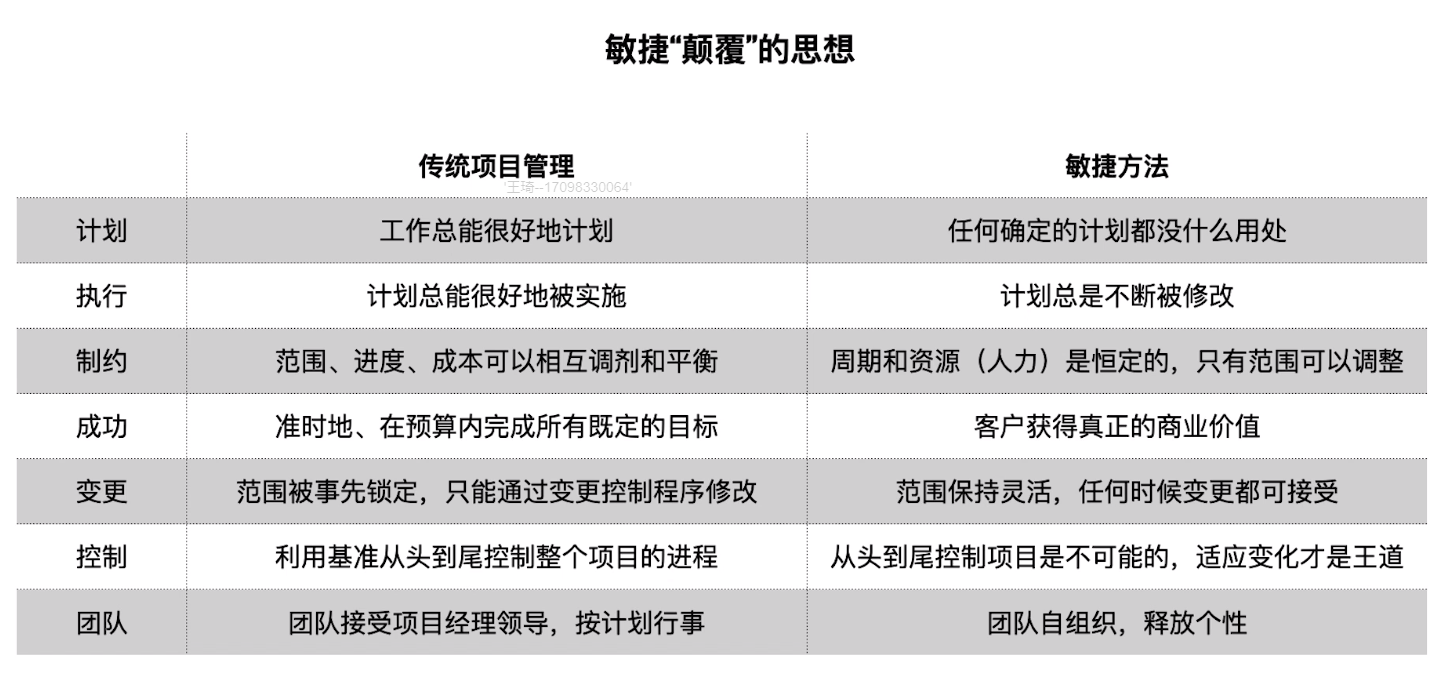 敏捷“颠覆”的思想
传统项目管理 敏捷方法
'王琦--17098330064'
计划 工作总能很好地计划 任何确定的计划都没什么用处
执行 计划总能很好地被实施 计划总是不断被修改
制约 范围、进度、成本可以相互调剂和平衡 周期和资源（人力）是恒定的，只有范围可以调整
成功 准时地、在预算内完成所有既定的目标 客户获得真正的商业价值
变更 范围被事先锁定，只能通过变更控制程序修改 范围保持灵活，任何时候变更都可接受
控制 利用基准从头到尾控制整个项目的进程 从头到尾控制项目是不可能的，适应变化才是王道
团队 团队接受项目经理领导，按计划行事 团队自组织，释放个性